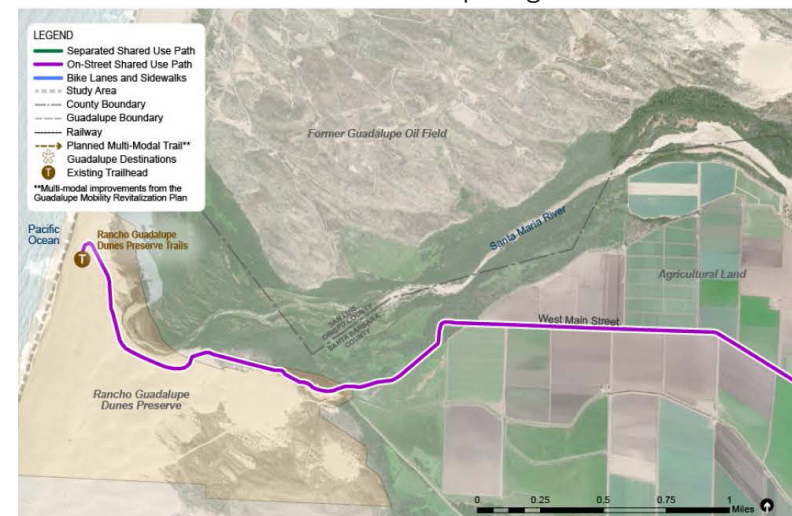 LEGEND
Separated Shared Use Path
On-Street Shared Use Path
Bike Lanes and Sidewalks
Study Area
County Boundary
Guadalupe Boundary
Railway
Planned Multi-Modal Trail**
Guadalupe Destinations
T Existing Trailhead
**Multi-modal improvements from the
Guadalupe Mobility Revitalization Plan
Former Guadalupe Oil Field
Pacific
Ocean
Rancho Guadalupe
Dunes Preserve Trails
T
Santa Maria River
Agricultural Land
SAN LUIS
OBISPO COUNTY
SANTA BARBARA
COUNTY
West Main Street
Rancho Guadalupe
Dunes Preserve
0 0.25 0.5 0.75 1
Miles